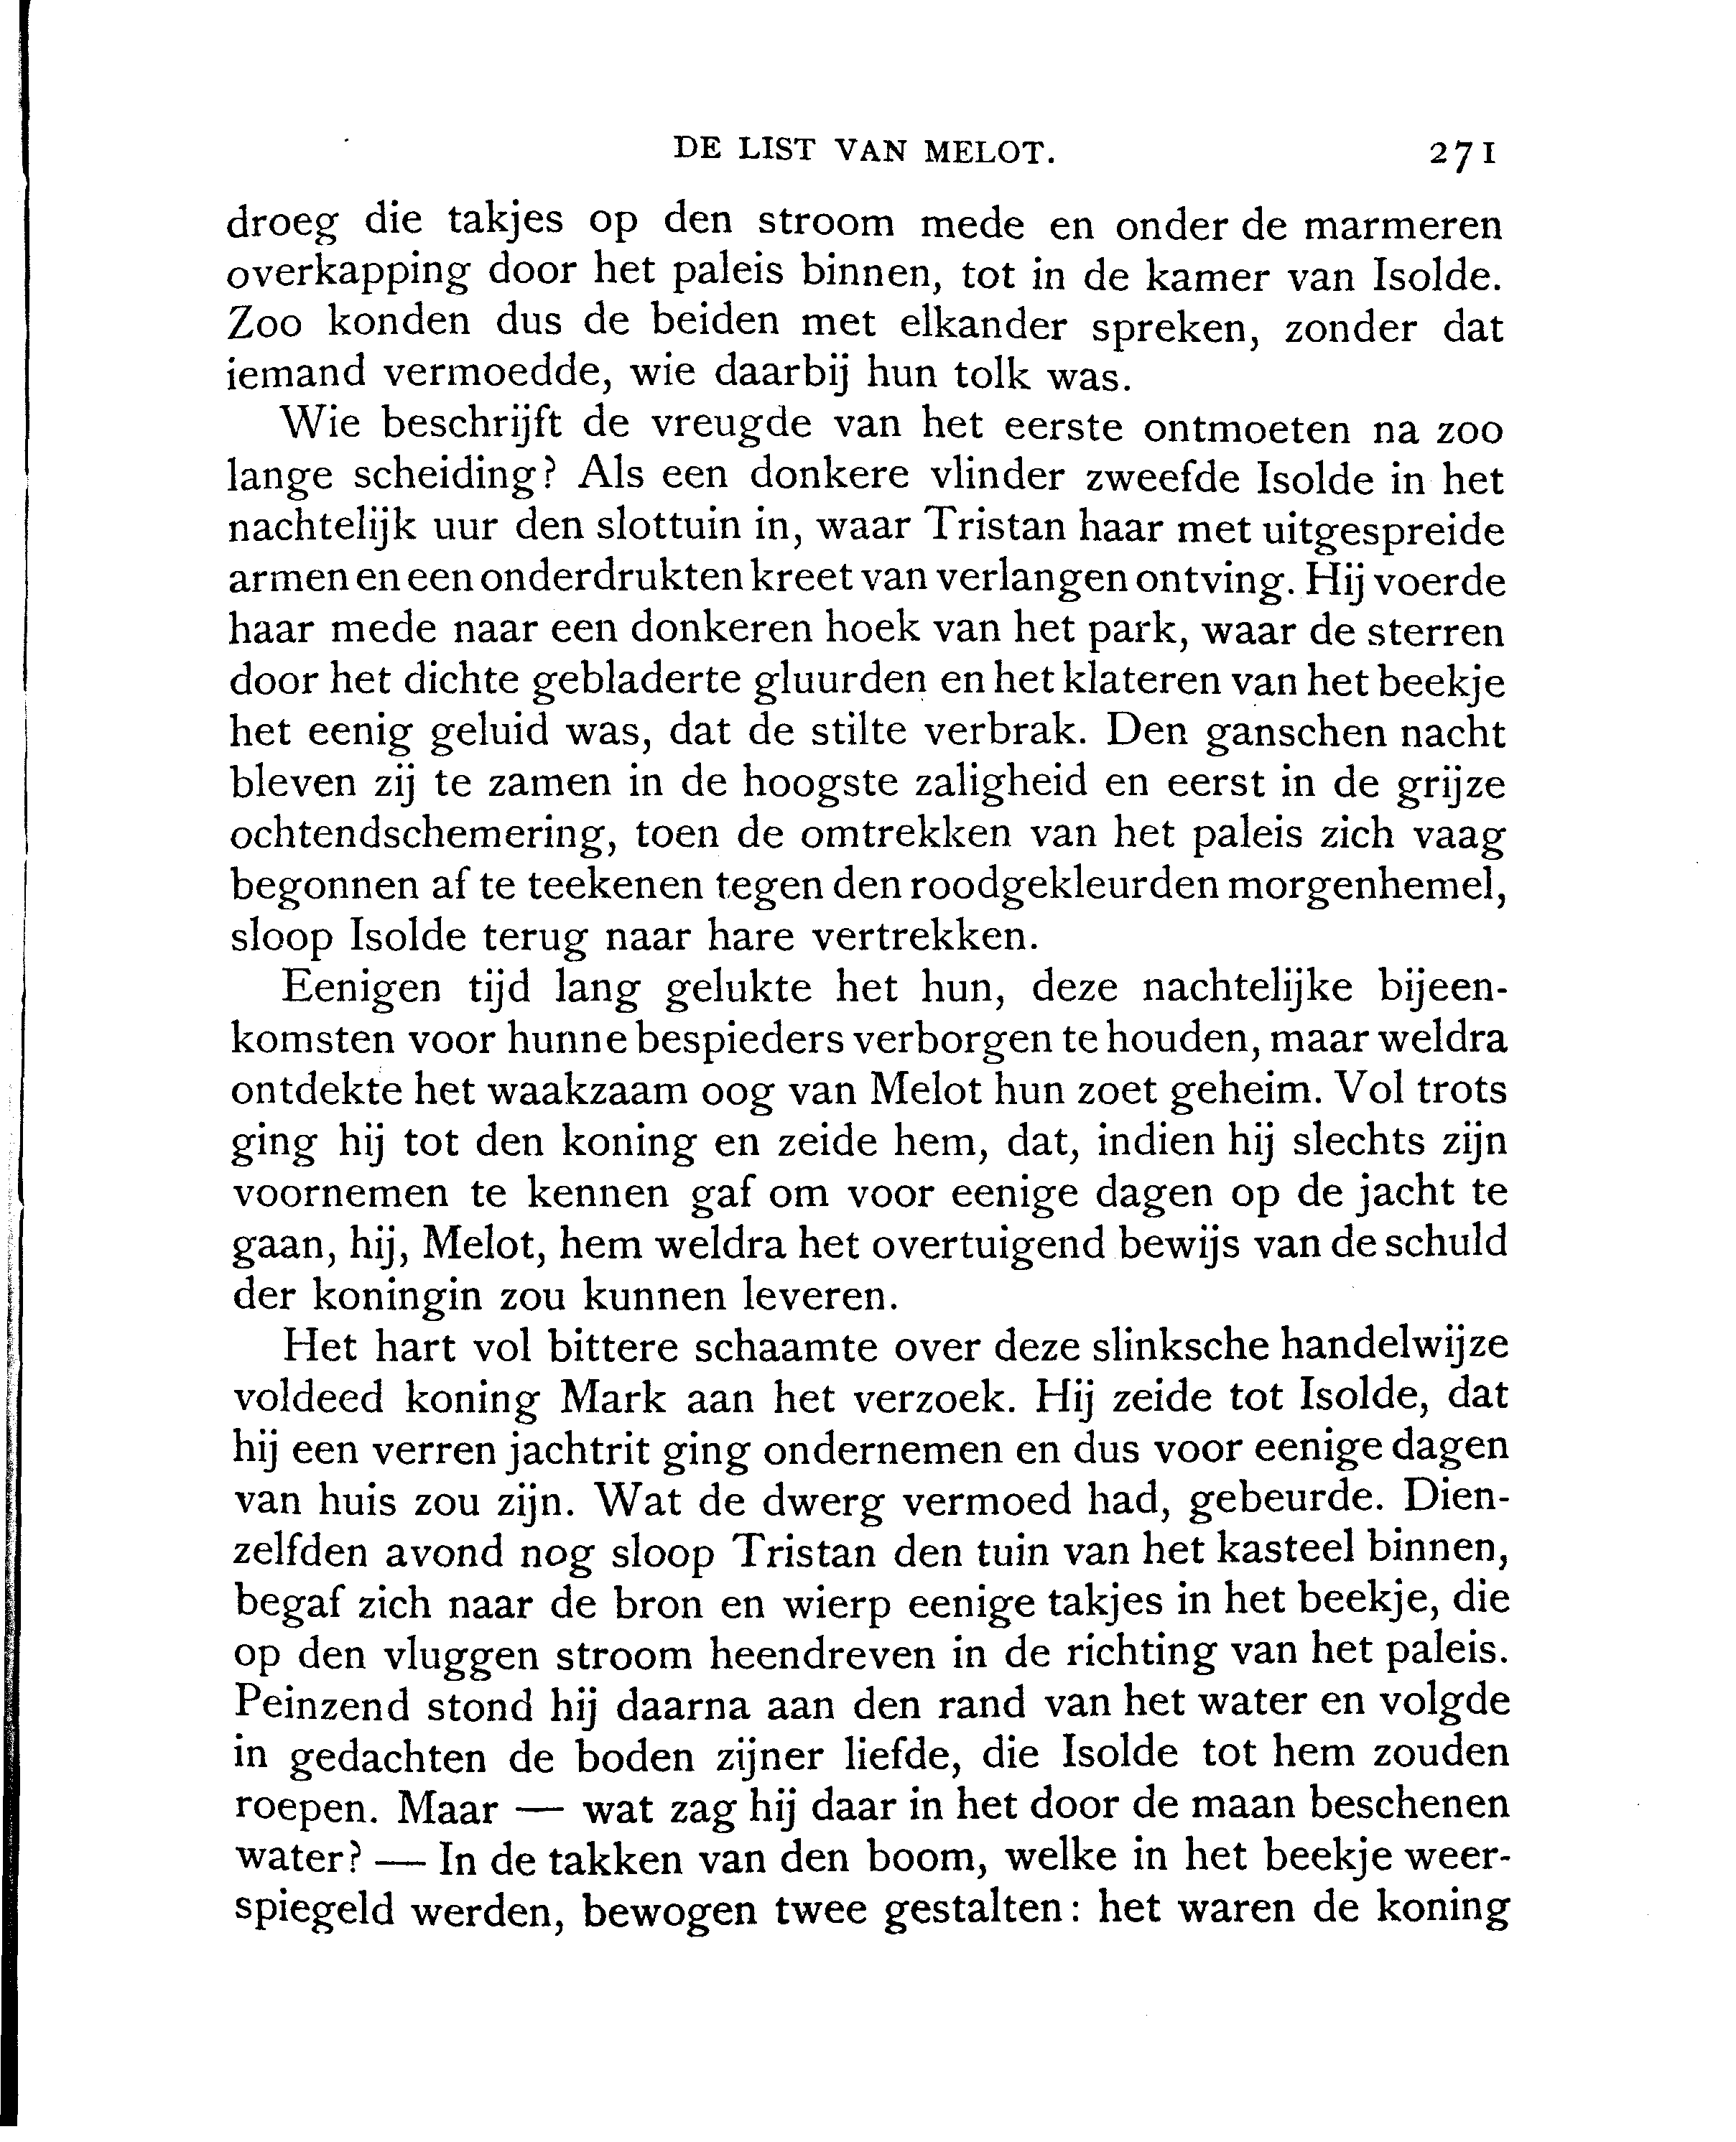 DE LIST VAN MELOT. 271
droeg die takjes op den stroom mede en onder de marmeren
overkapping door het paleis binnen, tot in de kamer van Isolde.
Zoo konden dus de beiden met elkander spreken, zonder dat
iemand vermoedde, wie daarbij hun tolk was.
Wie beschrijft de vreugde van het eerste ontmoeten na zoo
lange scheiding? Als een donkere vlinder zweefde Isolde in het
nachtelijk uur den slottuin in, waar Tristan haar met uitgespreide
armen en een onderdrukten kreet van verlangen ontving. Hij voerde
haar mede naar een donkeren hoek van het park, waar de sterren
door het dichte gebladerte gluurden en het klateren van het beekje
het eenig geluid was, dat de stilte verbrak. Den ganschen nacht
bleven zij te zamen in de hoogste zaligheid en eerst in de grijze
ochtendschemering, toen de omtrekken van het paleis zich vaag
begonnen af te teekenen tegen den roodgekleurden morgenhemel,
sloop Isolde terug naar hare vertrekken.
Eenigen tijd lang gelukte het hun, deze nachtelijke bijeen-
komsten voor hunne bespieders verborgen te houden, maar weldra
ontdekte het waakzaam oog van Melot hun zoet geheim. Vol trots
ging hij tot den koning en zeide hem, dat, indien hij slechts zijn
voornemen te kennen gaf om voor eenige dagen op de jacht te
gaan, hij, Melot, hem weldra het overtuigend bewijs van de schuld
der koningin zou kunnen leveren.
Het hart vol bittere schaamte over deze slinksche handelwijze
voldeed koning Mark aan het verzoek. Hij zeide tot Isolde, dat
hij een verren jachtrit ging ondernemen en dus voor eenige dagen
van huis zou zijn. Wat de dwerg vermoed had, gebeurde. Dien-
zelfden avond nog sloop Tristan den tuin van het kasteel binnen,
begaf zich naar de bron en wierp eenige takjes in het beekje, die
op den vluggen stroom heendreven in de richting van het paleis.
Peinzend stond hij daarna aan den rand van het water en volgde
in gedachten de boden zijner liefde, die Isolde tot hem zouden
roepen. Maar — wat zag hij daar in het door de maan beschenen
water? — In de takken van den boom, welke in het beekje weer-
spiegeld werden, bewogen twee gestalten: het waren de koning